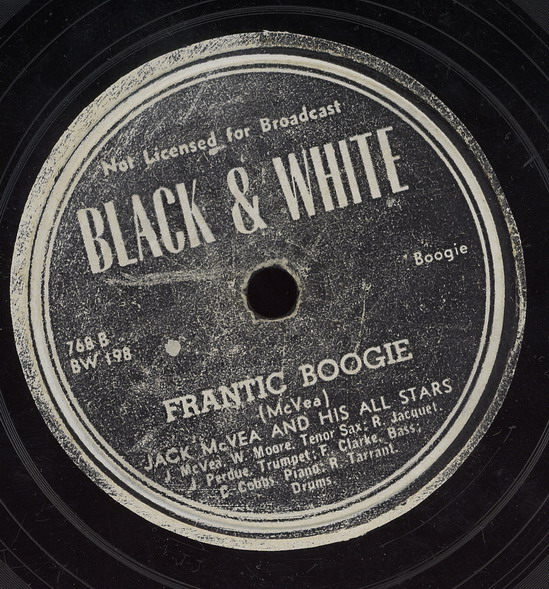 Not Licensed for Broadcast
BLACK & WHITE
Boogie
768 B
BW 198
FRANTIC BOOGIE
(McVea)
JACK McVEA AND HIS ALL STARS
J. McVea, W. Moore, Tenor Sax; R. Jacquet,
J. Perdue, Trumpet; F. Clarke, Bass;
C. Cobbs, Piano; R. Tarrant,
Drums.